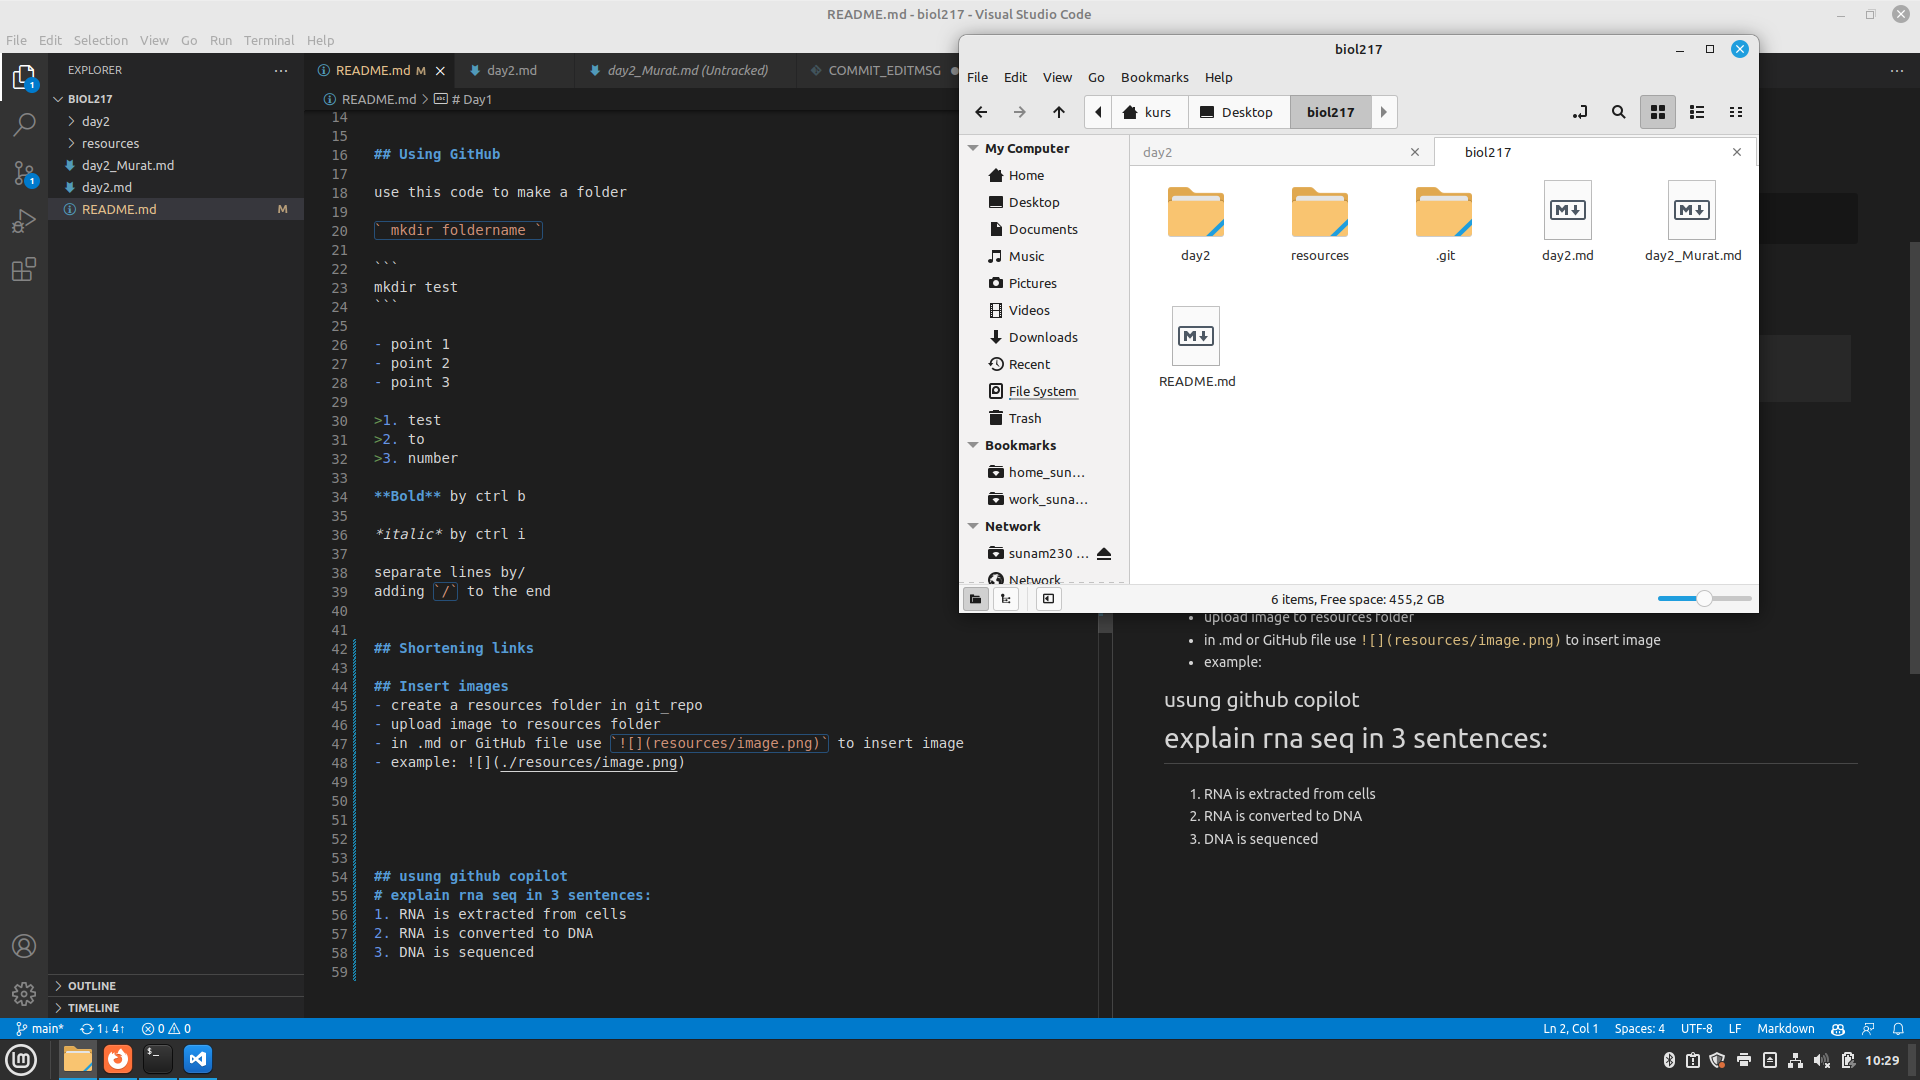 README.md - biol217 - Visual Studio Code
File Edit Selection View Go Run Terminal Help
EXPLORER
BIOL217
day2
resources
day2_Murat.md
day2.md
README.md M
OUTLINE
TIMELINE
README.md M
day2.md
day2_Murat.md (Untracked)
COMMIT_EDITMSG
README.md > # Day1
14
15
16 ## Using GitHub
17
18 use this code to make a folder
19
20 ` mkdir foldername `
21
22 ```
23 mkdir test
24 ```
25
26 - point 1
27 - point 2
28 - point 3
29
30 >1. test
31 >2. to
32 >3. number
33
34 **Bold** by ctrl b
35
36 *italic* by ctrl i
37
38 separate lines by/
39 adding `/` to the end
40
41
42 ## Shortening links
43
44 ## Insert images
45 - create a resources folder in git_repo
46 - upload image to resources folder
47 - in .md or GitHub file use `![](resources/image.png)` to insert image
48 - example: ![](./resources/image.png)
49
50
51
52
53
54 ## usung github copilot
55 # explain rna seq in 3 sentences:
56 1. RNA is extracted from cells
57 2. RNA is converted to DNA
58 3. DNA is sequenced
59
biol217
File Edit View Go Bookmarks Help
kurs Desktop biol217
My Computer
Home
Desktop
Documents
Music
Pictures
Videos
Downloads
Recent
File System
Trash
Bookmarks
home_sun...
work_suna...
Network
sunam230 ...
Network
day2
biol217
day2 resources .git day2.md day2_Murat.md
README.md
6 items, Free space: 455,2 GB
• upload image to resources folder
• in .md or GitHub file use ![](resources/image.png) to insert image
• example:
usung github copilot
explain rna seq in 3 sentences:
1. RNA is extracted from cells
2. RNA is converted to DNA
3. DNA is sequenced
main* 1↓ 4↑ 0 0
Ln 2, Col 1 Spaces: 4 UTF-8 LF Markdown
10:29